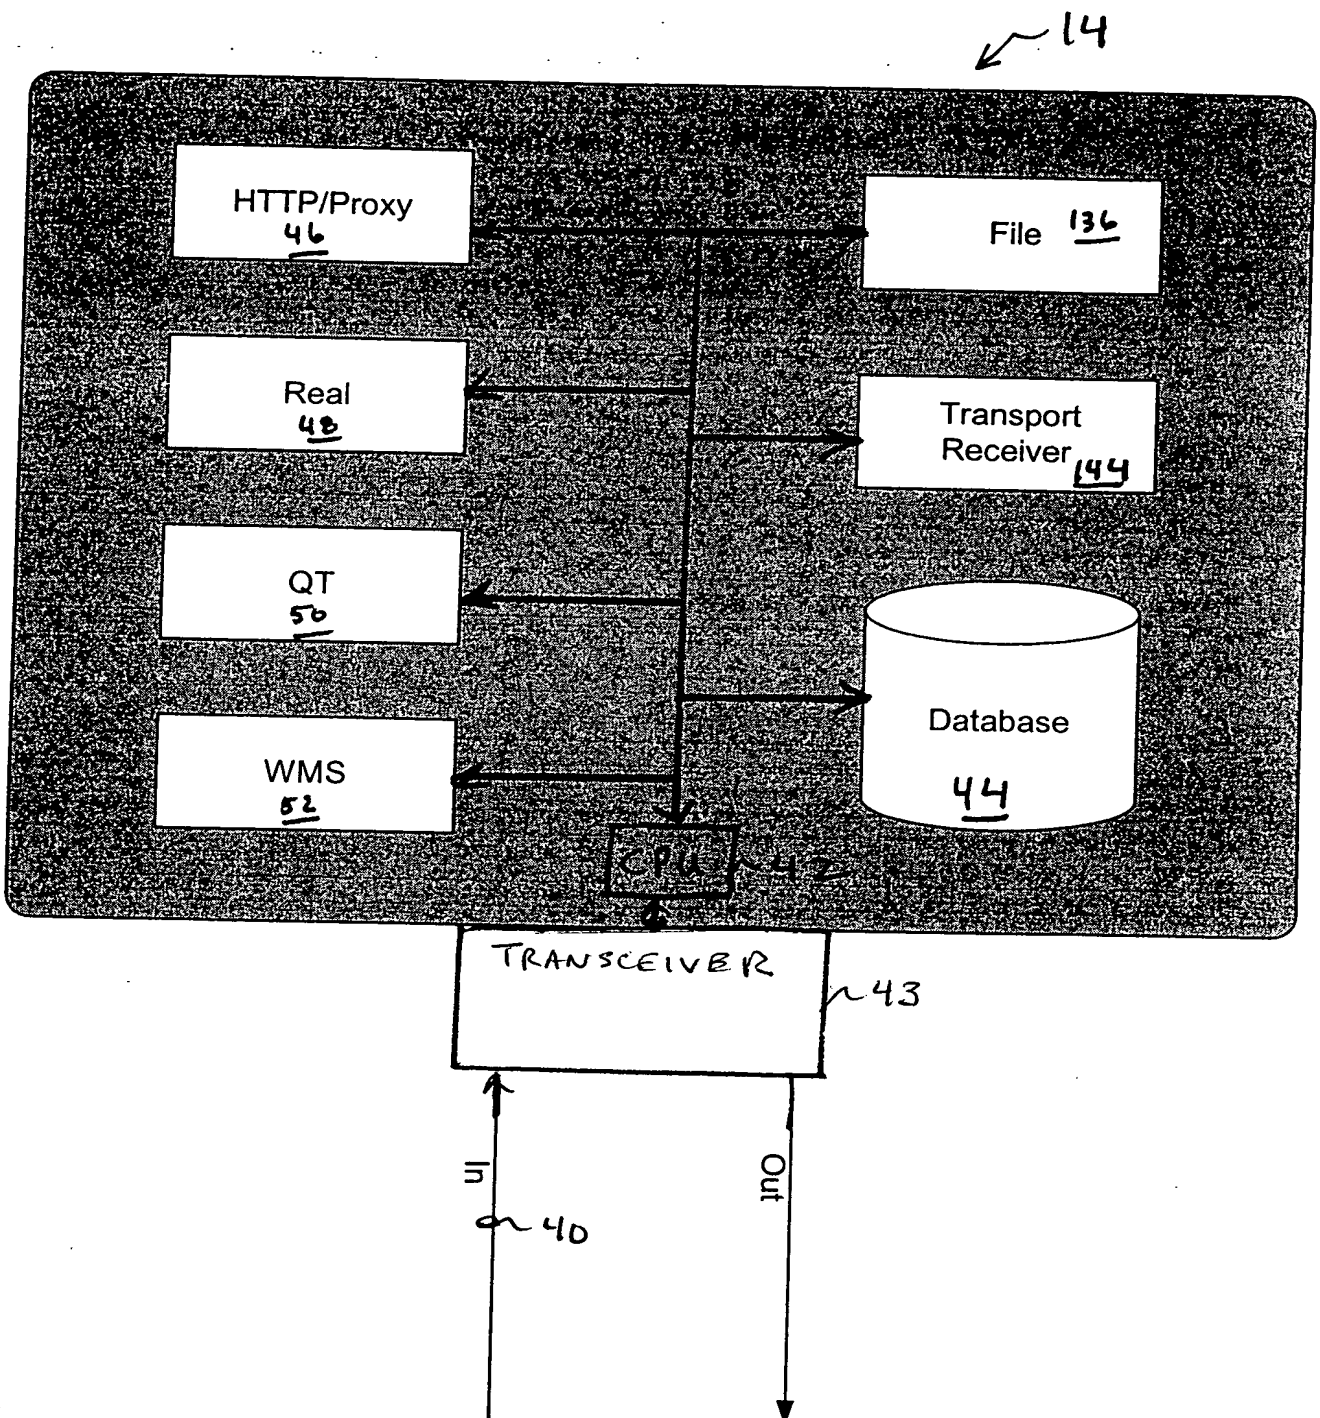 14
HTTP/Proxy
46
File 136
Real
48
Transport
Receiver 144
QT
50
Database
44
WMS
52
CPU 42
TRANSCEIVER
43
In
Out
40